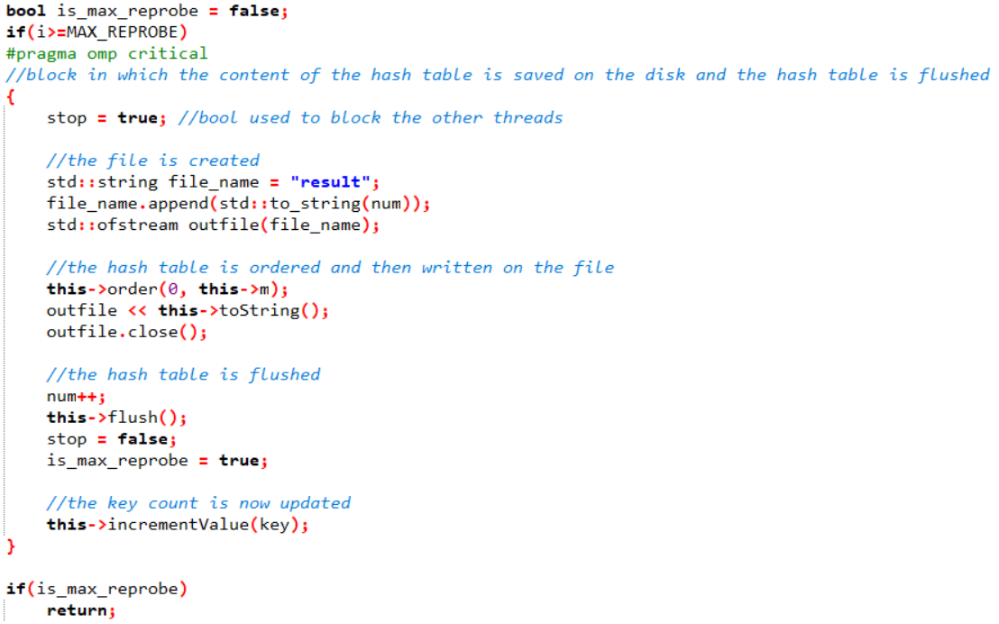 bool is_max_reprobe = false;
if(i>=MAX_REPROBE)
#pragma omp critical
//block in which the content of the hash table is saved on the disk and the hash table is flushed
{
    stop = true; //bool used to block the other threads

    //the file is created
    std::string file_name = "result";
    file_name.append(std::to_string(num));
    std::ofstream outfile(file_name);

    //the hash table is ordered and then written on the file
    this->order(0, this->m);
    outfile << this->toString();
    outfile.close();

    //the hash table is flushed
    num++;
    this->flush();
    stop = false;
    is_max_reprobe = true;

    //the key count is now updated
    this->incrementValue(key);
}

if(is_max_reprobe)
    return;